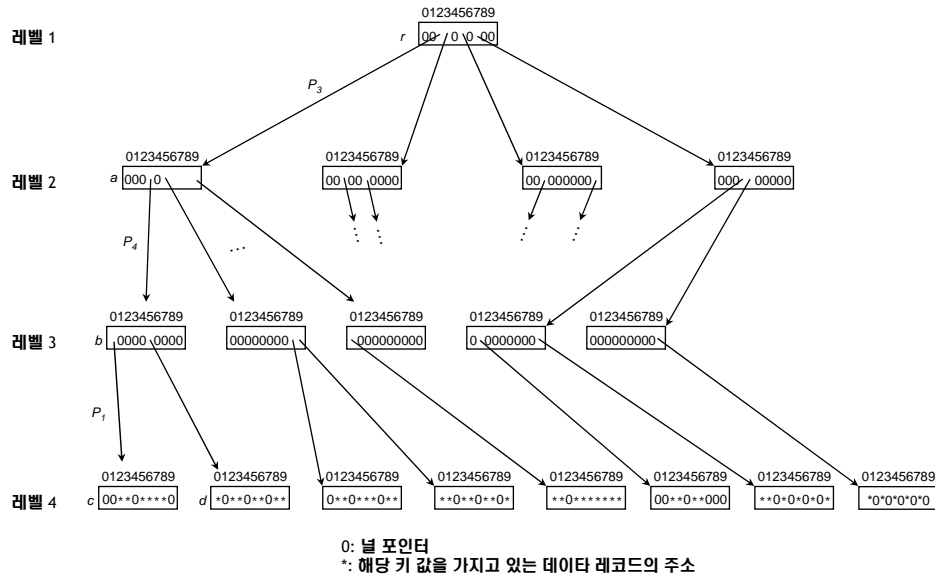 0123456789
레벨 1
r 00 0 0 00
P3
0123456789 0123456789 0123456789 0123456789
레벨 2
a 000 0 00 00 0000 00 000000 000 00000
P4
...
0123456789 0123456789 0123456789 0123456789 0123456789
레벨 3
b 0000 0000 00000000 000000000 0 0000000 000000000
P1
0123456789 0123456789 0123456789 0123456789 0123456789 0123456789 0123456789 0123456789
레벨 4
c 00**0****0 d *0**0**0** 0**0***0** **0**0**0* **0******* 00**0**000 **0*0*0*0* *0*0*0*0*0
0: 널 포인터
*: 해당 키 값을 가지고 있는 데이타 레코드의 주소